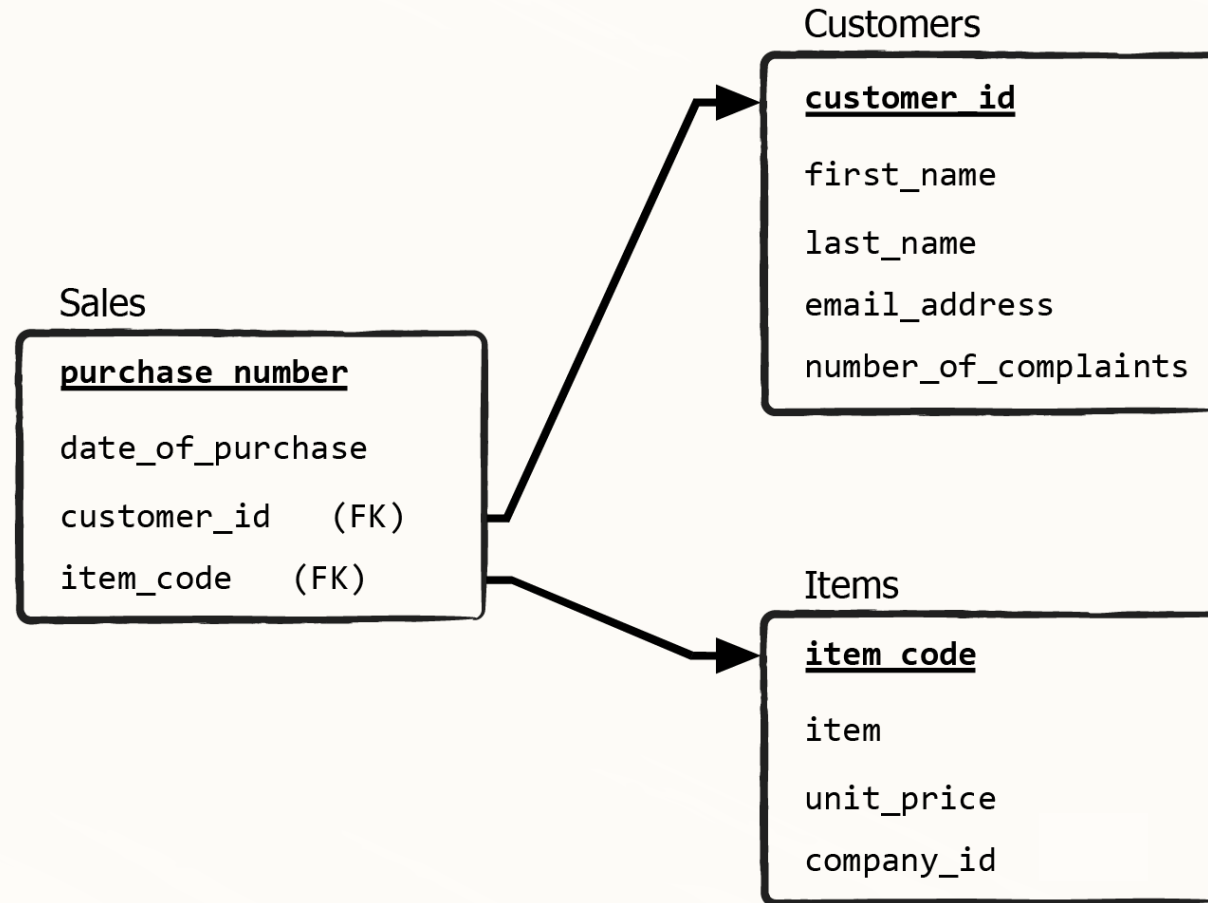 Customers
customer_id
first_name
last_name
email_address
number_of_complaints
Sales
purchase_number
date_of_purchase
customer_id (FK)
item_code (FK)
Items
item_code
item
unit_price
company_id